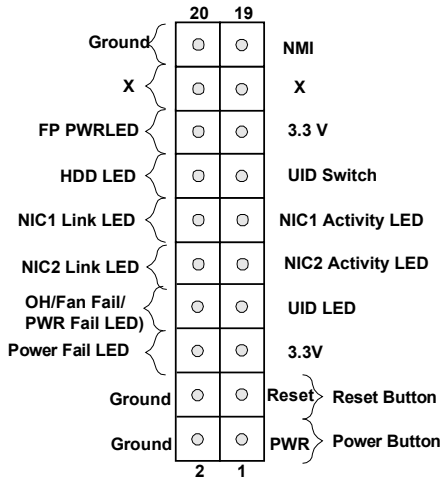 20 19
Ground NMI
X X
FP PWRLED 3.3 V
HDD LED UID Switch
NIC1 Link LED NIC1 Activity LED
NIC2 Link LED NIC2 Activity LED
OH/Fan Fail/
PWR Fail LED) UID LED
Power Fail LED 3.3V
Ground Reset Reset Button
Ground PWR Power Button
2 1